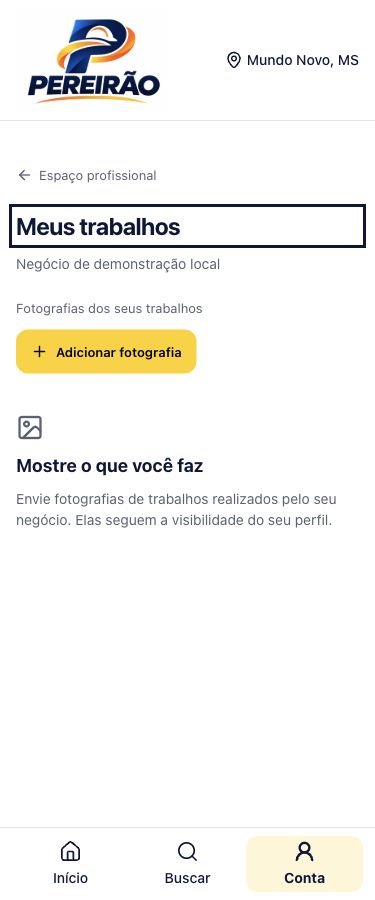 PEREIRÃO
Mundo Novo, MS
Espaço profissional
Meus trabalhos
Negócio de demonstração local
Fotografias dos seus trabalhos
Adicionar fotografia
Mostre o que você faz
Envie fotografias de trabalhos realizados pelo seu
negócio. Elas seguem a visibilidade do seu perfil.
Início
Buscar
Conta